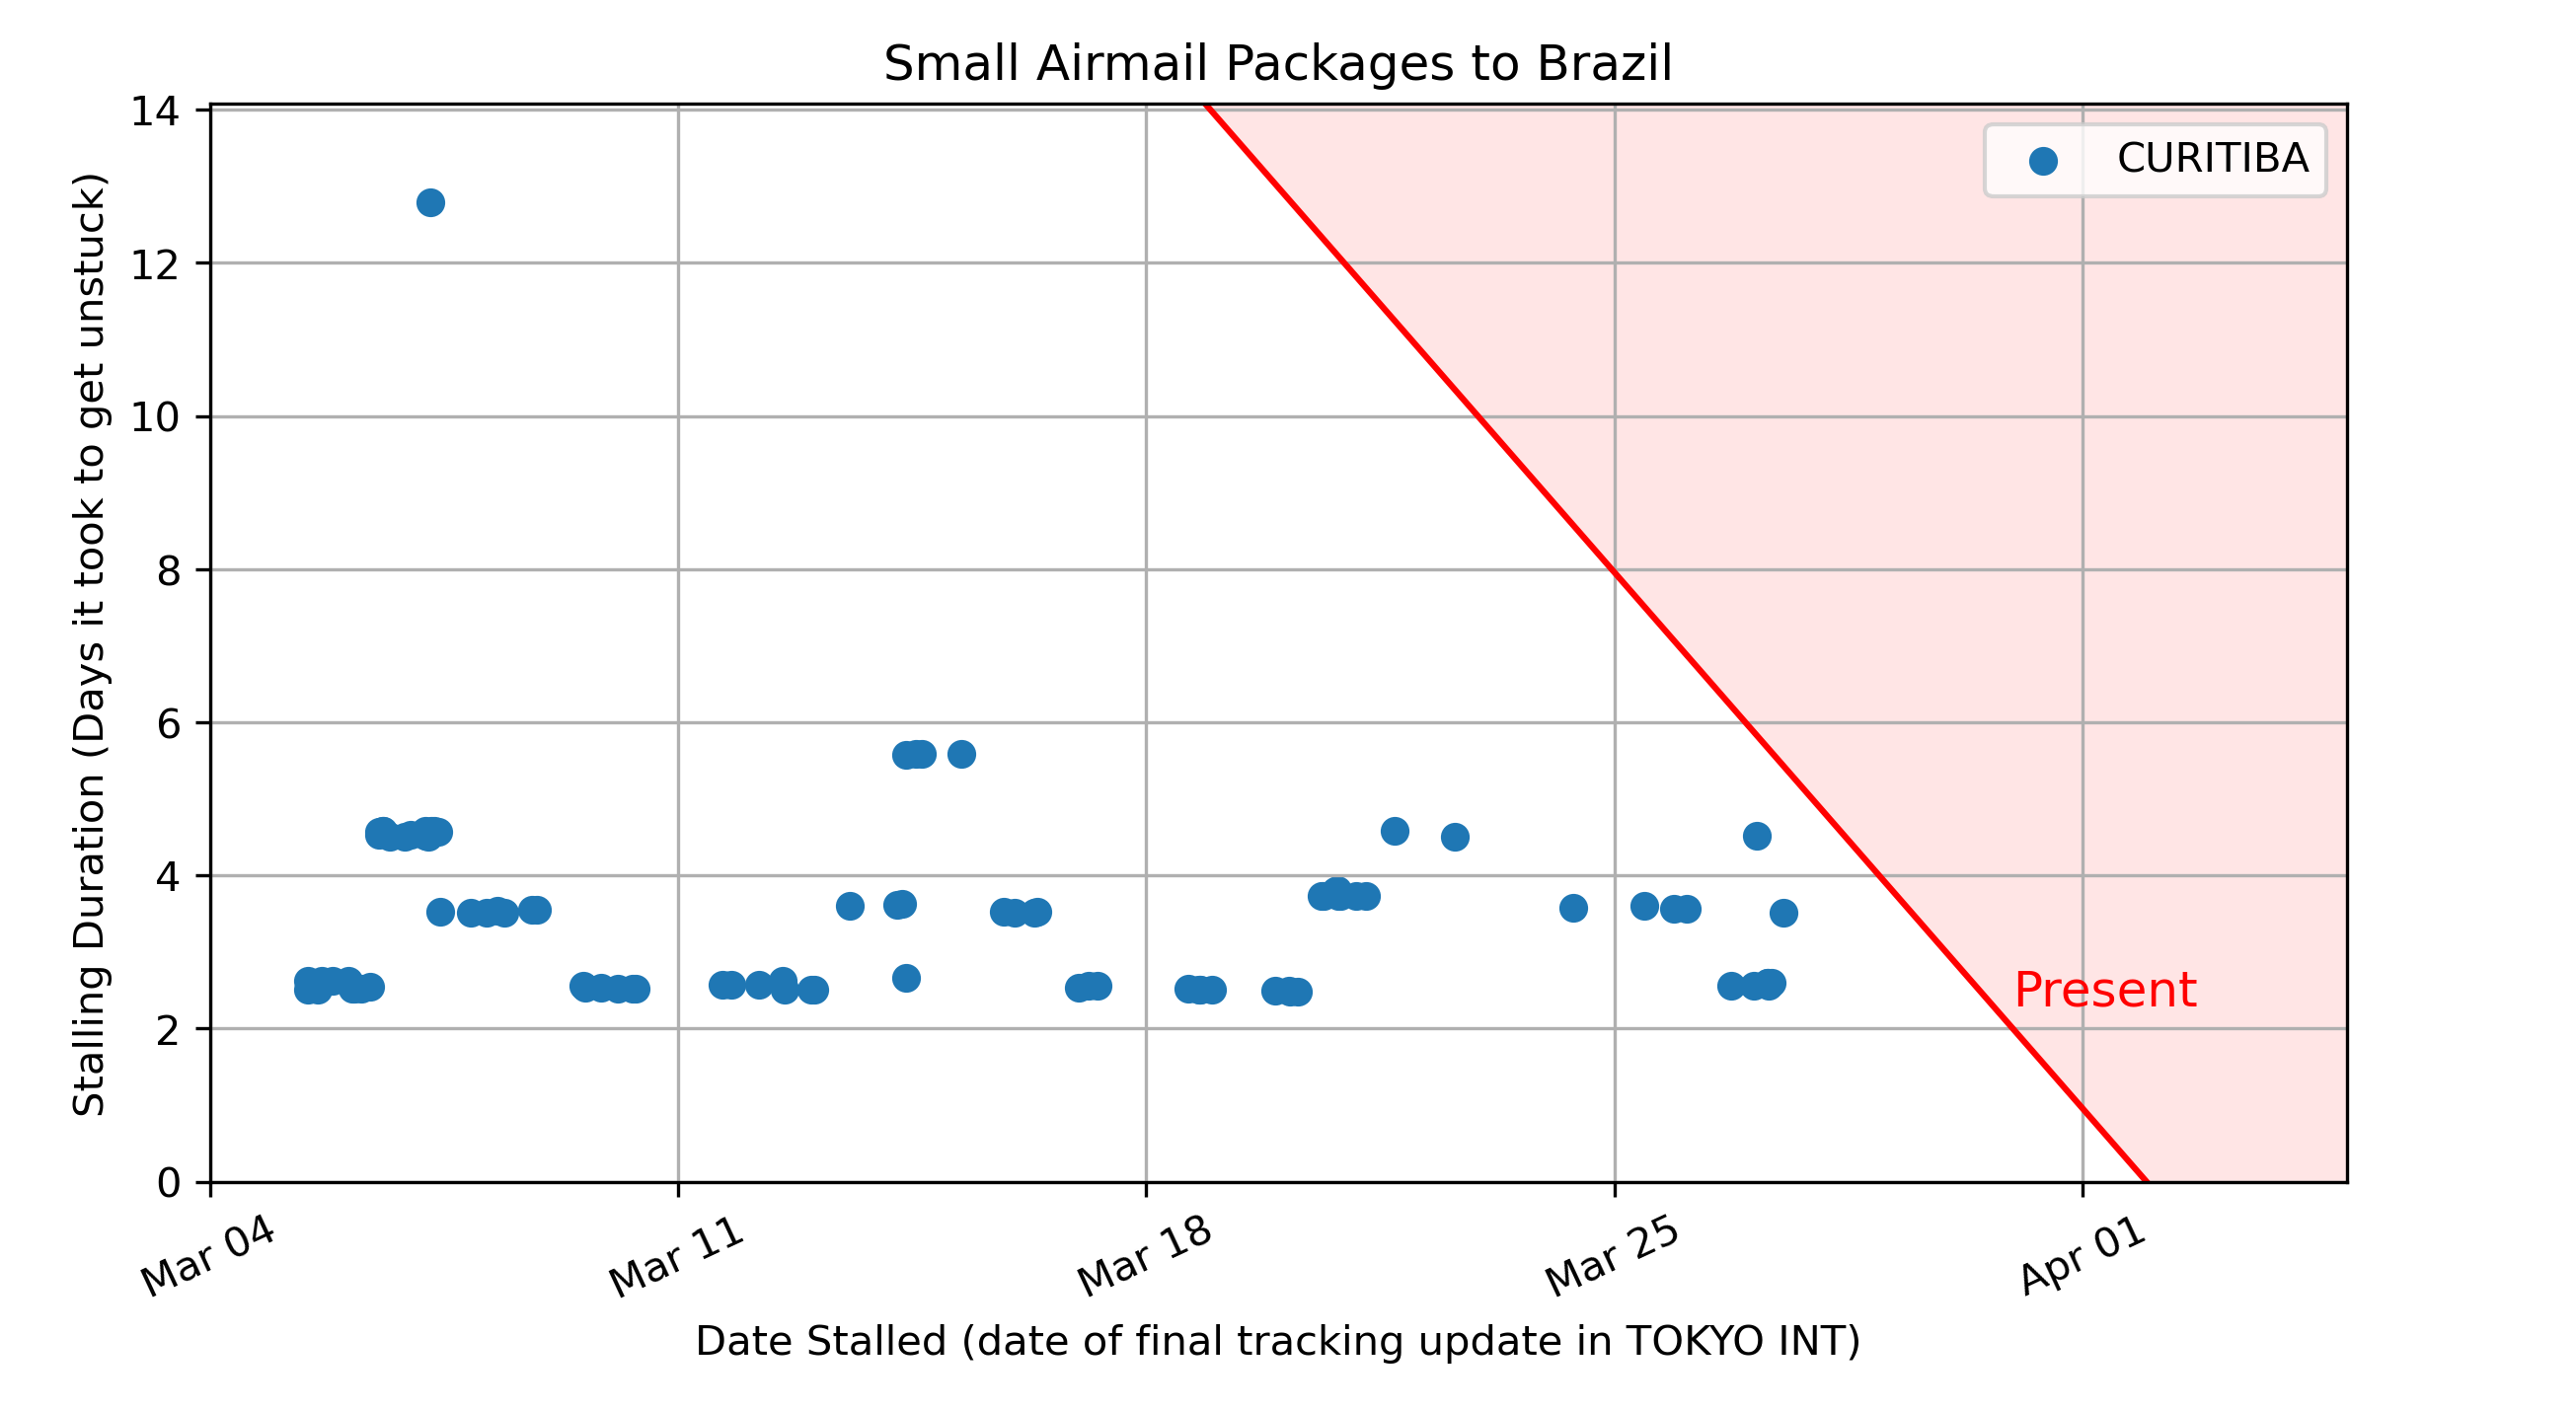 Small Airmail Packages to Brazil
Stalling Duration (Days it took to get unstuck)
14
12
10
8
6
4
2
0
CURITIBA
Present
Mar 04
Mar 11
Mar 18
Mar 25
Apr 01
Date Stalled (date of final tracking update in TOKYO INT)